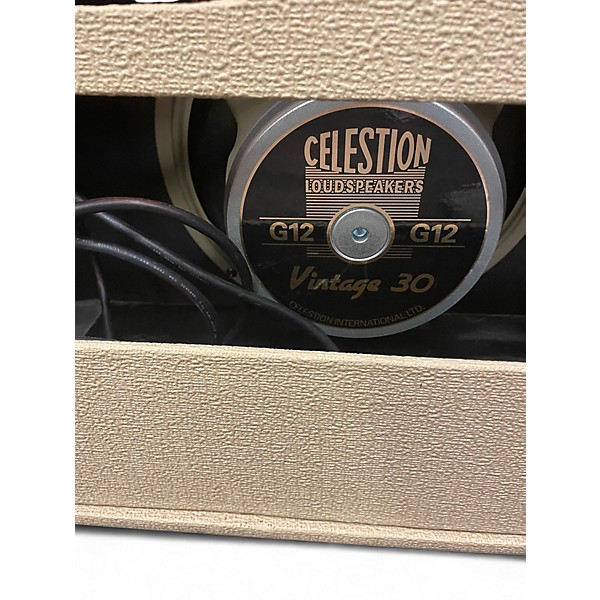 CELESTION
LOUDSPEAKERS
G12 G12
Vintage 30
CELESTION INTERNATIONAL LTD.